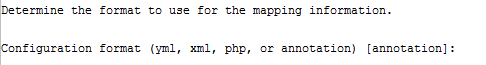 Determine the format to use for the mapping information.
Configuration format (yml, xml, php, or annotation) [annotation]: